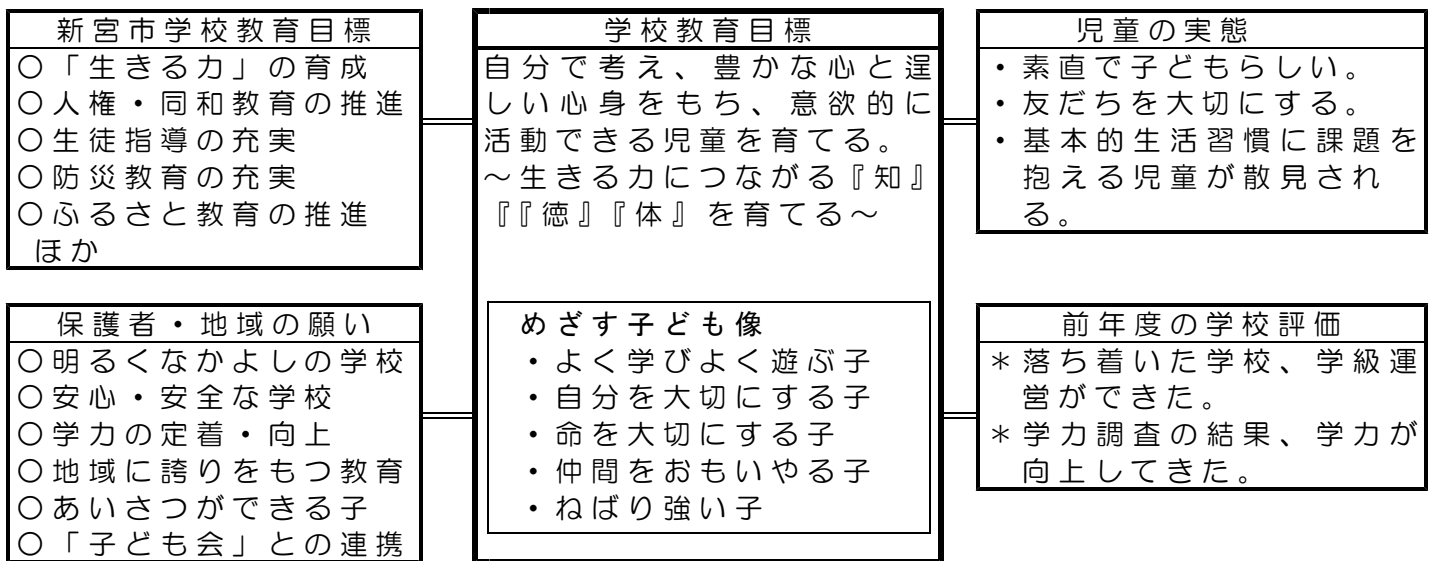 新宮市学校教育目標
〇「生きる力」の育成
〇人権・同和教育の推進
〇生徒指導の充実
〇防災教育の充実
〇ふるさと教育の推進
ほか
保護者・地域の願い
〇明るくなかよしの学校
〇安心・安全な学校
〇学力の定着・向上
〇地域に誇りをもつ教育
〇あいさつができる子
〇「子ども会」との連携
学校教育目標
自分で考え、豊かな心と逞
しい心身をもち、意欲的に
活動できる児童を育てる。
～生きる力につながる『知』
『『徳』『体』を育てる～
めざす子ども像
・よく学びよく遊ぶ子
・自分を大切にする子
・命を大切にする子
・仲間をおもいやる子
・ねばり強い子
児童の実態
・素直で子どもらしい。
・友だちを大切にする。
・基本的生活習慣に課題を
抱える児童が散見され
る。
前年度の学校評価
＊落ち着いた学校、学級運
営ができた。
＊学力調査の結果、学力が
向上してきた。